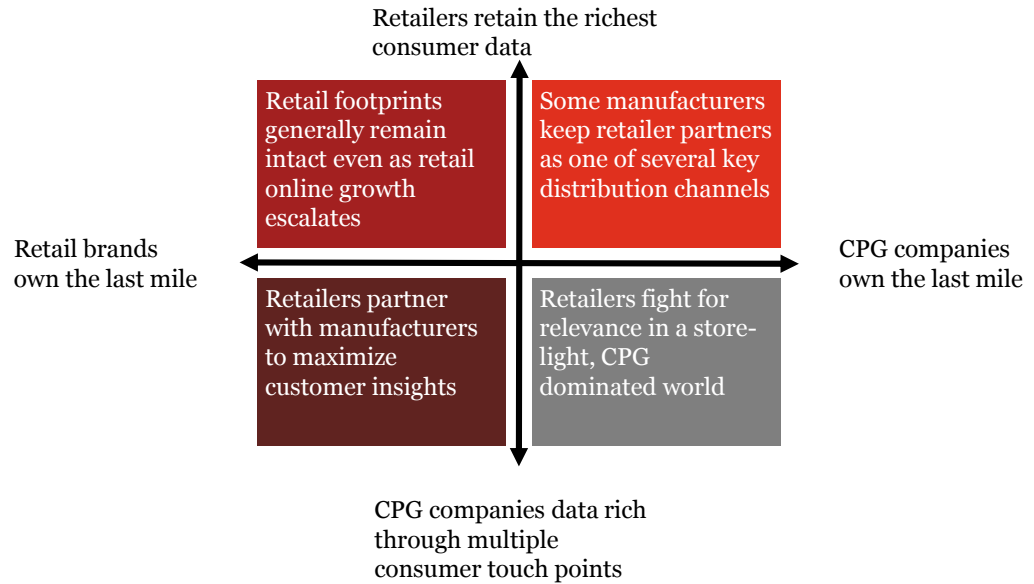 Retailers retain the richest
consumer data
Retail footprints
generally remain
intact even as retail
online growth
escalates
Some manufacturers
keep retailer partners
as one of several key
distribution channels
Retail brands
own the last mile
CPG companies
own the last mile
Retailers partner
with manufacturers
to maximize
customer insights
Retailers fight for
relevance in a store-
light, CPG
dominated world
CPG companies data rich
through multiple
consumer touch points